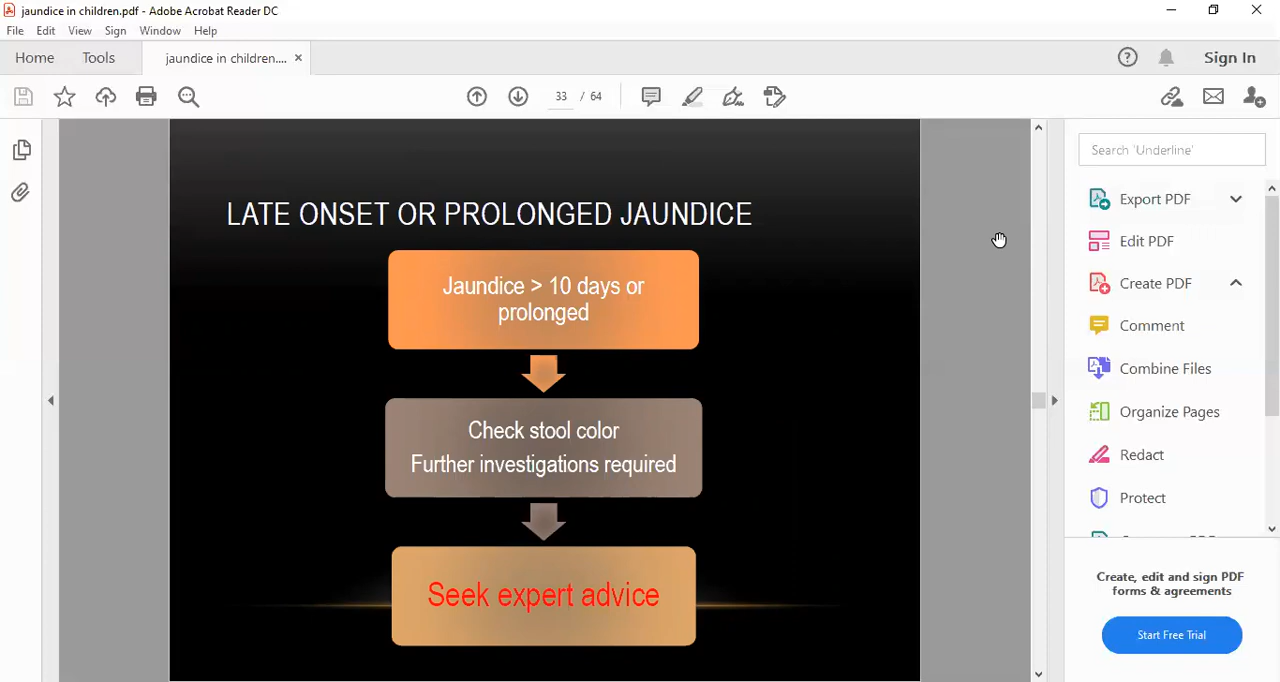 jaundice in children.pdf - Adobe Acrobat Reader DC
File Edit View Sign Window Help
Home Tools jaundice in children.... × Sign In
33 / 64
Search 'Underline'
LATE ONSET OR PROLONGED JAUNDICE
Jaundice > 10 days or
prolonged
Check stool color
Further investigations required
Seek expert advice
Export PDF
Edit PDF
Create PDF
Comment
Combine Files
Organize Pages
Redact
Protect
Create, edit and sign PDF
forms & agreements
Start Free Trial